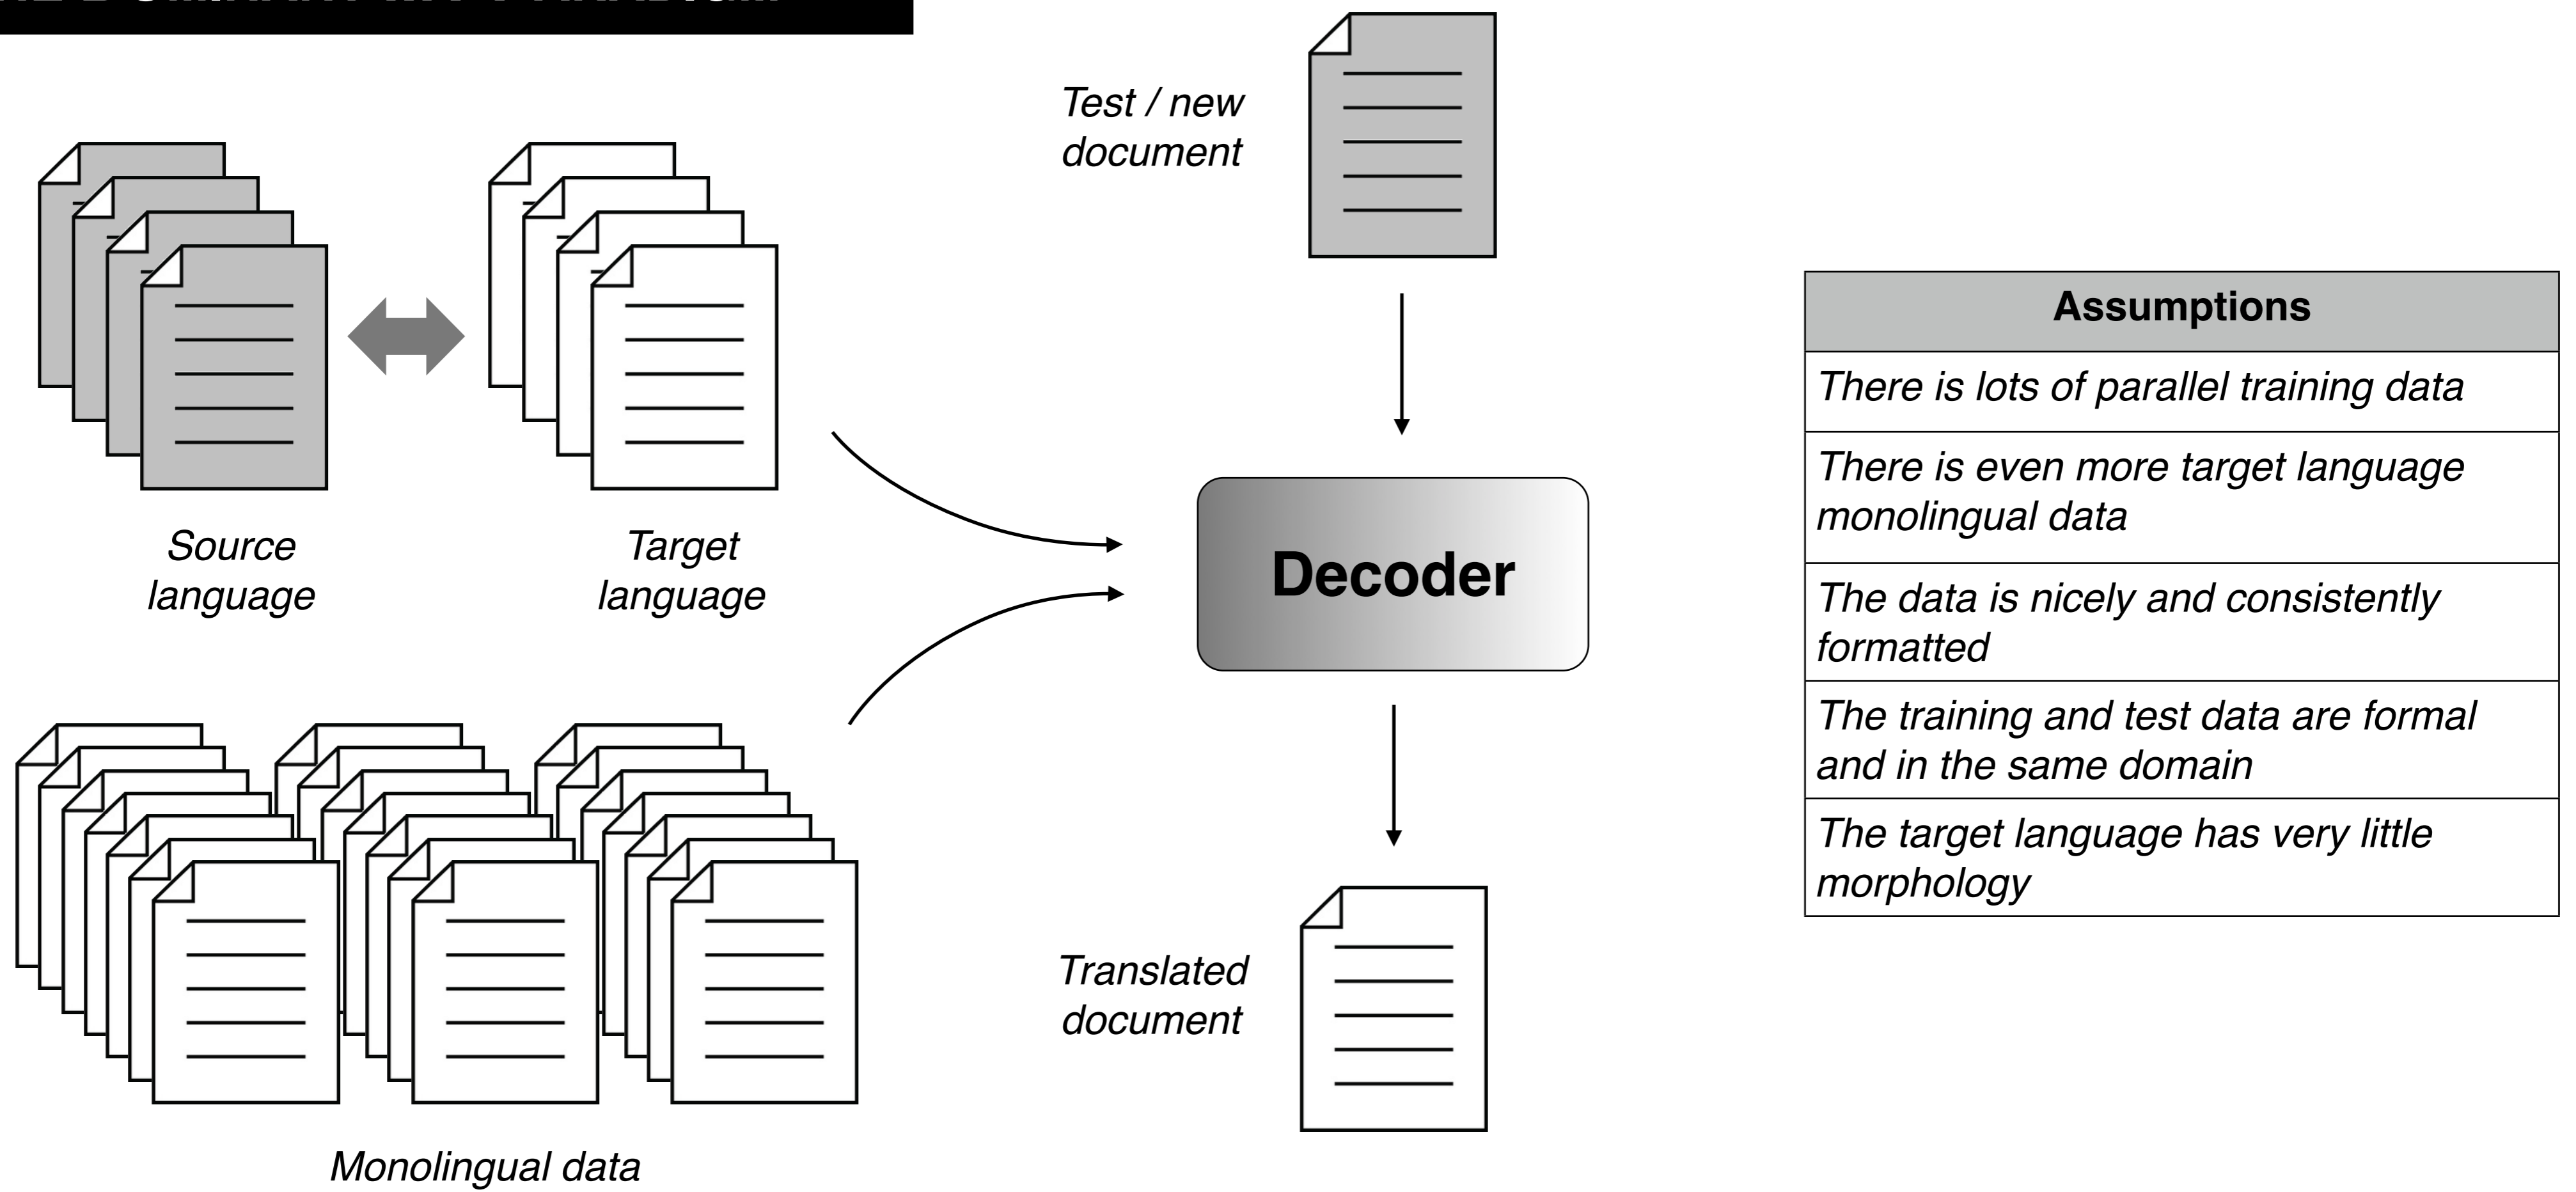 Test / new
document
Source
language
Target
language
Monolingual data
Decoder
Translated
document
Assumptions
There is lots of parallel training data
There is even more target language
monolingual data
The data is nicely and consistently
formatted
The training and test data are formal
and in the same domain
The target language has very little
morphology